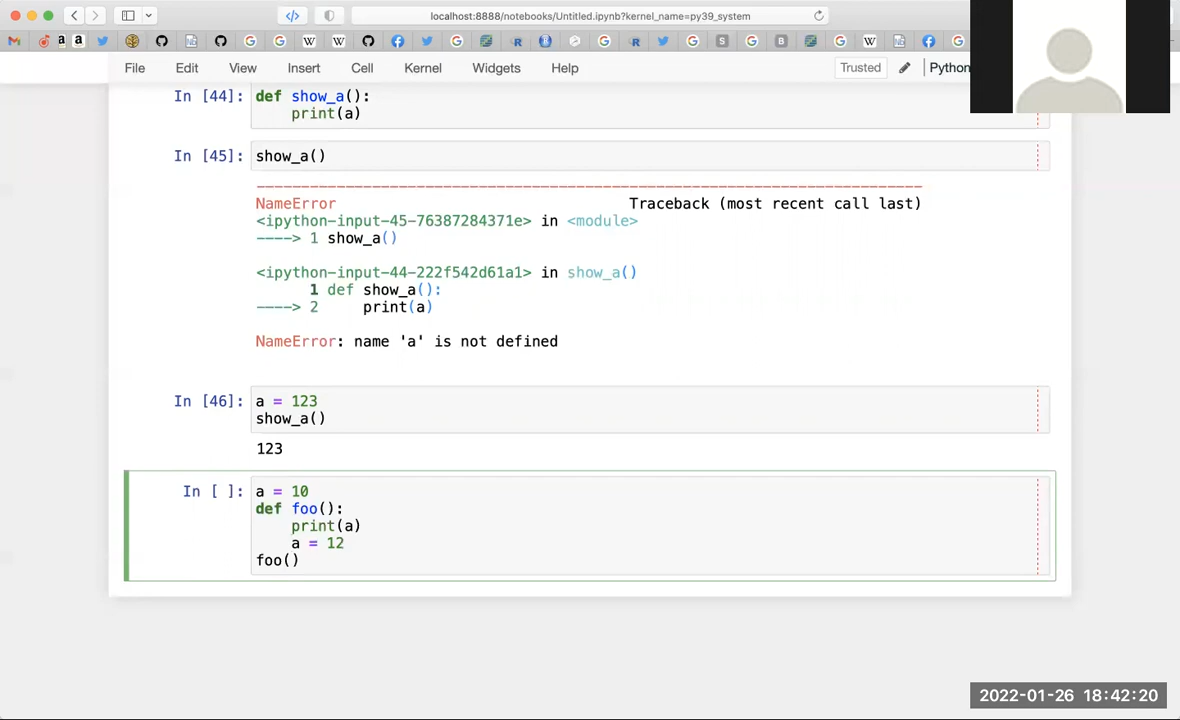 localhost:8888/notebooks/Untitled.ipynb?kernel_name=py39_system
File Edit View Insert Cell Kernel Widgets Help Trusted Python
In [44]: def show_a():
print(a)
In [45]: show_a()
---------------------------------------------------------------------------
NameError Traceback (most recent call last)
<ipython-input-45-76387284371e> in <module>
----> 1 show_a()
<ipython-input-44-222f542d61a1> in show_a()
1 def show_a():
----> 2 print(a)
NameError: name 'a' is not defined
In [46]: a = 123
show_a()
123
In [ ]: a = 10
def foo():
print(a)
a = 12
foo()
2022-01-26 18:42:20